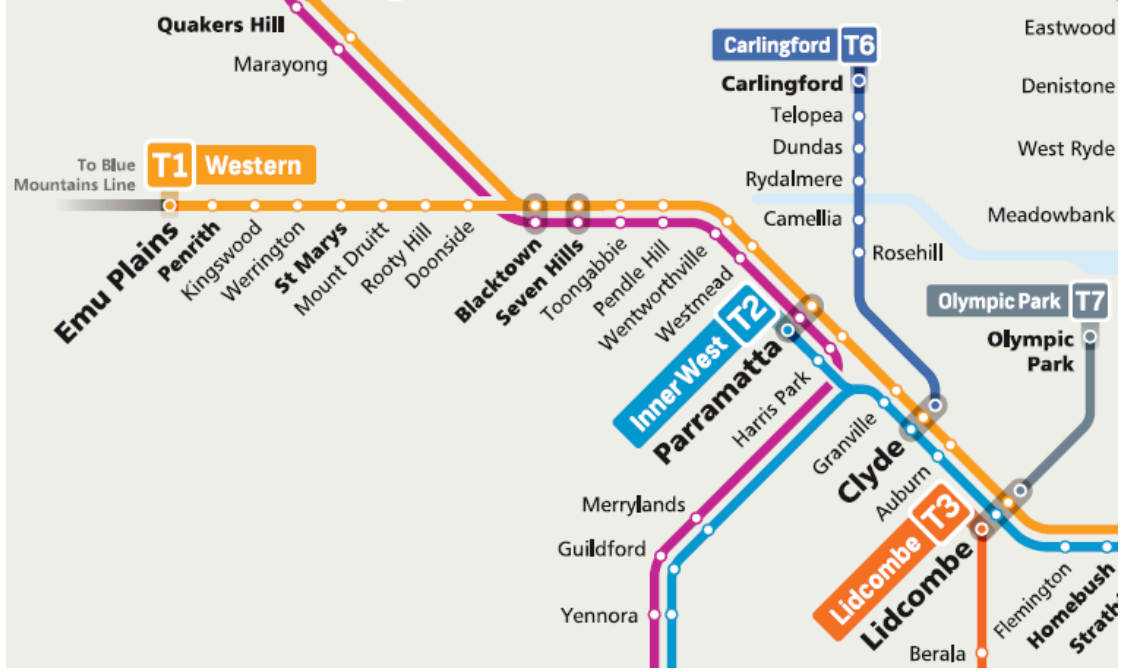 Quakers Hill
Marayong
To Blue
Mountains Line
T1 Western
Emu Plains
Penrith
Kingswood
Werrington
St Marys
Mount Druitt
Rooty Hill
Doonside
Blacktown
Seven Hills
Toongabbie
Pendle Hill
Wentworthville
Westmead
Carlingford T6
Carlingford
Telopea
Dundas
Rydalmere
Camellia
Rosehill
Eastwood
Denistone
West Ryde
Meadowbank
Olympic Park T7
Olympic
Park
Inner West T2
Parramatta
Harris Park
Granville
Clyde
Auburn
Lidcombe T3
Lidcombe
Merrylands
Guildford
Yennora
Berala
Flemington
Homebush
Strath